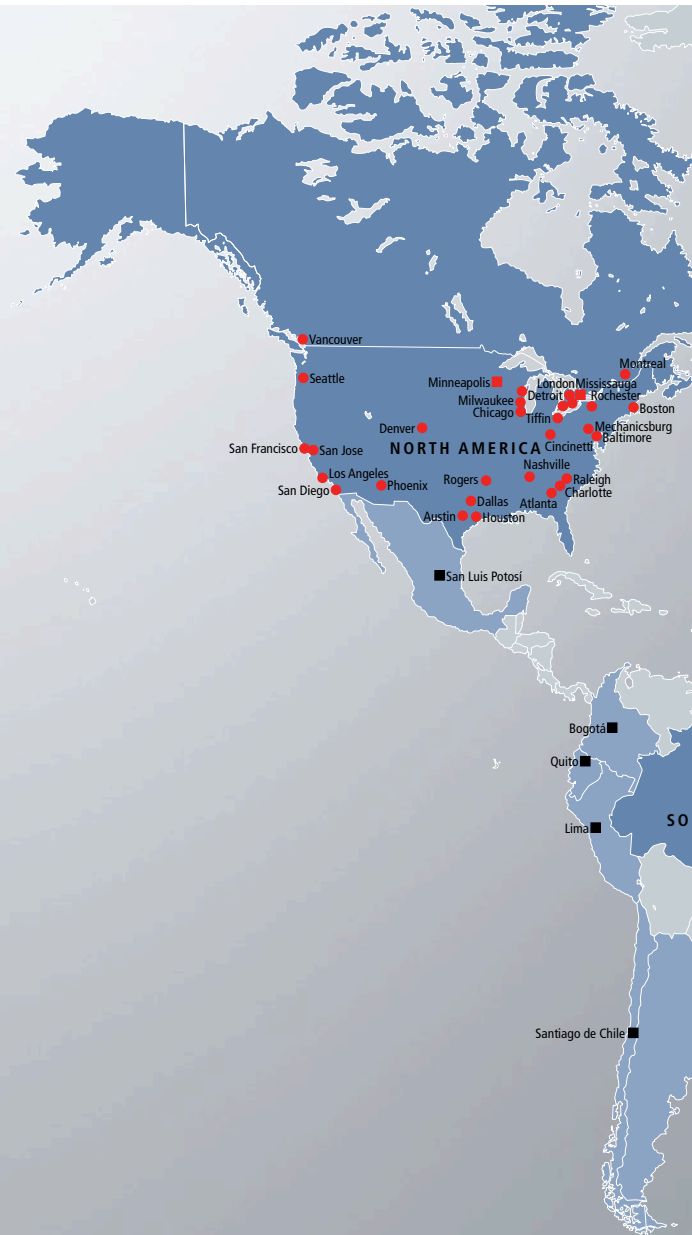 Vancouver
Montreal
Seattle
Minneapolis
London
Mississauga
Detroit
Rochester
Milwaukee
Chicago
Boston
Tiffin
Denver
Mechanicsburg
Baltimore
San Francisco
San Jose
NORTH AMERICA
Cincinetti
Los Angeles
Nashville
Rogers
Raleigh
San Diego
Phoenix
Charlotte
Dallas
Atlanta
Austin
Houston
San Luis Potosí
Bogotá
Quito
SO
Lima
Santiago de Chile